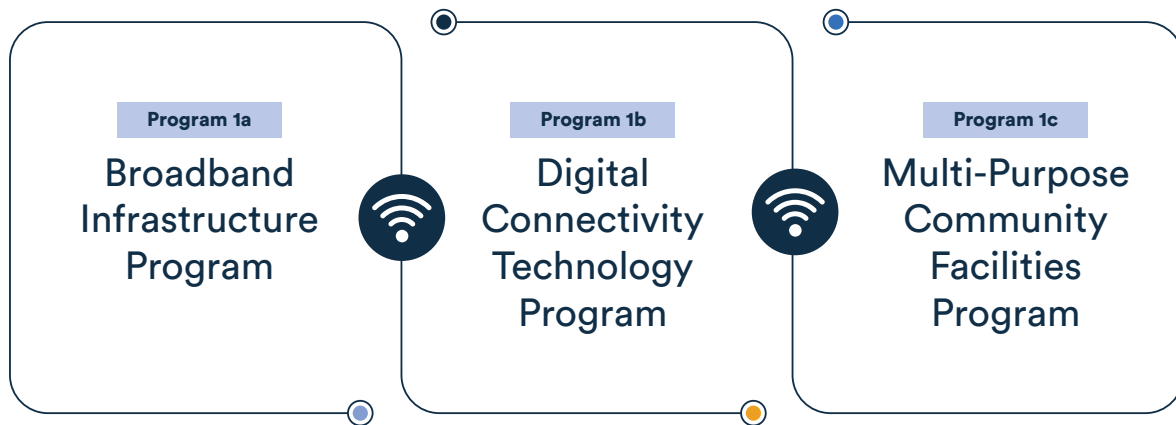 Program 1a
Broadband
Infrastructure
Program
Program 1b
Digital
Connectivity
Technology
Program
Program 1c
Multi-Purpose
Community
Facilities
Program